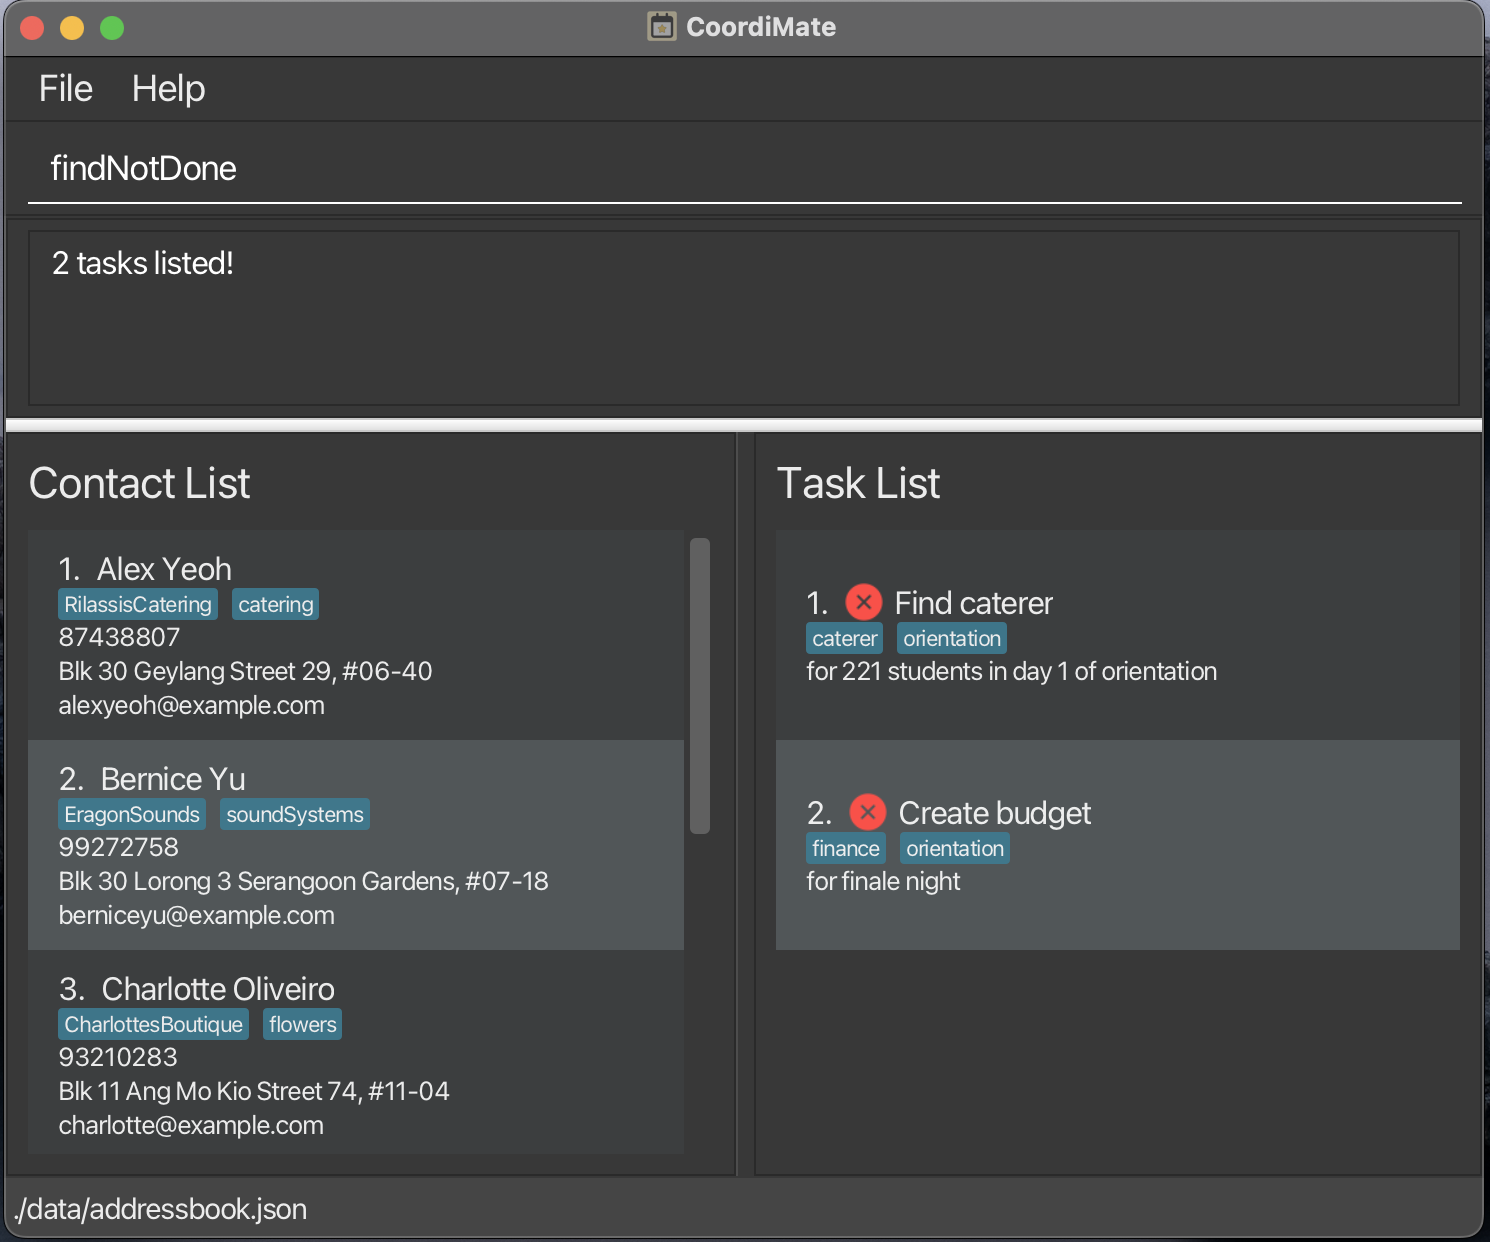 CoordiMate
File Help
findNotDone
2 tasks listed!
Contact List
1. Alex Yeoh
RilassisCatering catering
87438807
Blk 30 Geylang Street 29, #06-40
alexyeoh@example.com
2. Bernice Yu
EragonSounds soundSystems
99272758
Blk 30 Lorong 3 Serangoon Gardens, #07-18
berniceyu@example.com
3. Charlotte Oliveiro
CharlottesBoutique flowers
93210283
Blk 11 Ang Mo Kio Street 74, #11-04
charlotte@example.com
Task List
1. Find caterer
caterer orientation
for 221 students in day 1 of orientation
2. Create budget
finance orientation
for finale night
./data/addressbook.json